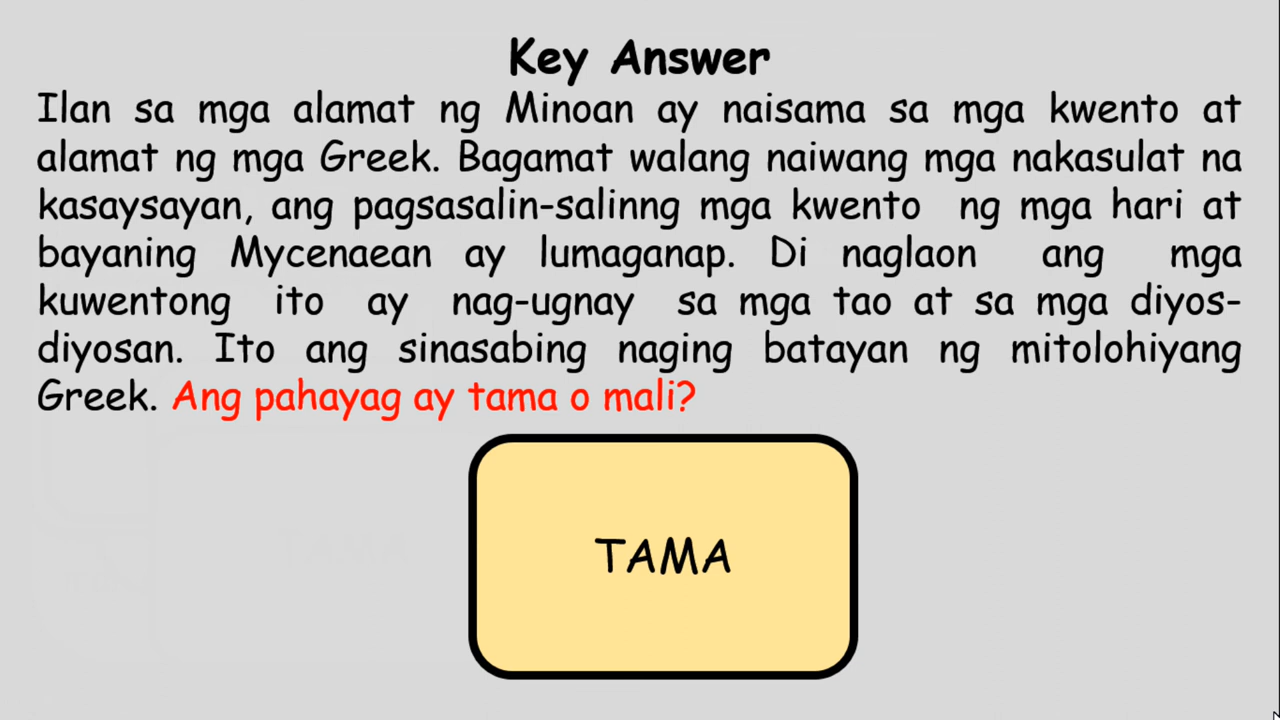 Key Answer
Ilan sa mga alamat ng Minoan ay naisama sa mga kwento at
alamat ng mga Greek. Bagamat walang naiwang mga nakasulat na
kasaysayan, ang pagsasalin-salinng mga kwento ng mga hari at
bayaning Mycenaean ay lumaganap. Di naglaon ang mga
kuwentong ito ay nag-ugnay sa mga tao at sa mga diyos-
diyosan. Ito ang sinasabing naging batayan ng mitolohiyang
Greek. Ang pahayag ay tama o mali?
TAMA